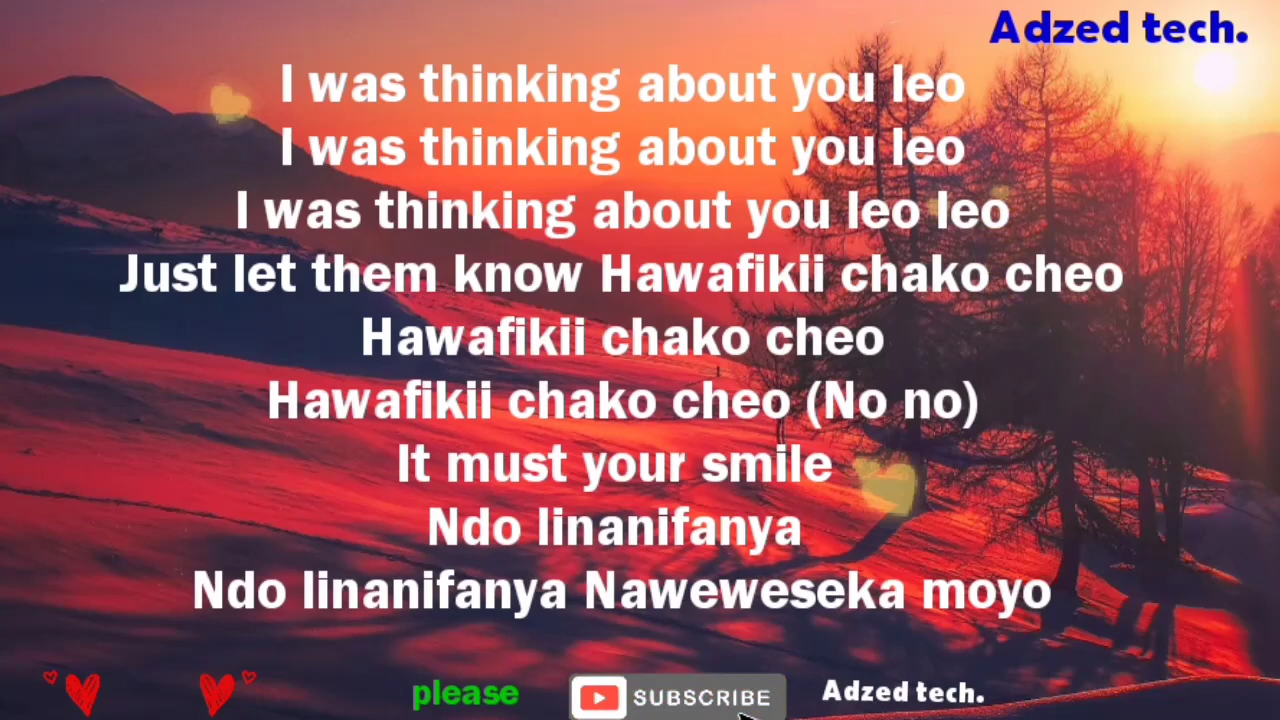 Adzed tech.
I was thinking about you leo
I was thinking about you leo
I was thinking about you leo leo
Just let them know Hawafikii chako cheo
Hawafikii chako cheo
Hawafikii chako cheo (No no)
It must your smile
Ndo linanifanya
Ndo linanifanya Naweweseka moyo
please SUBSCRIBE Adzed tech.